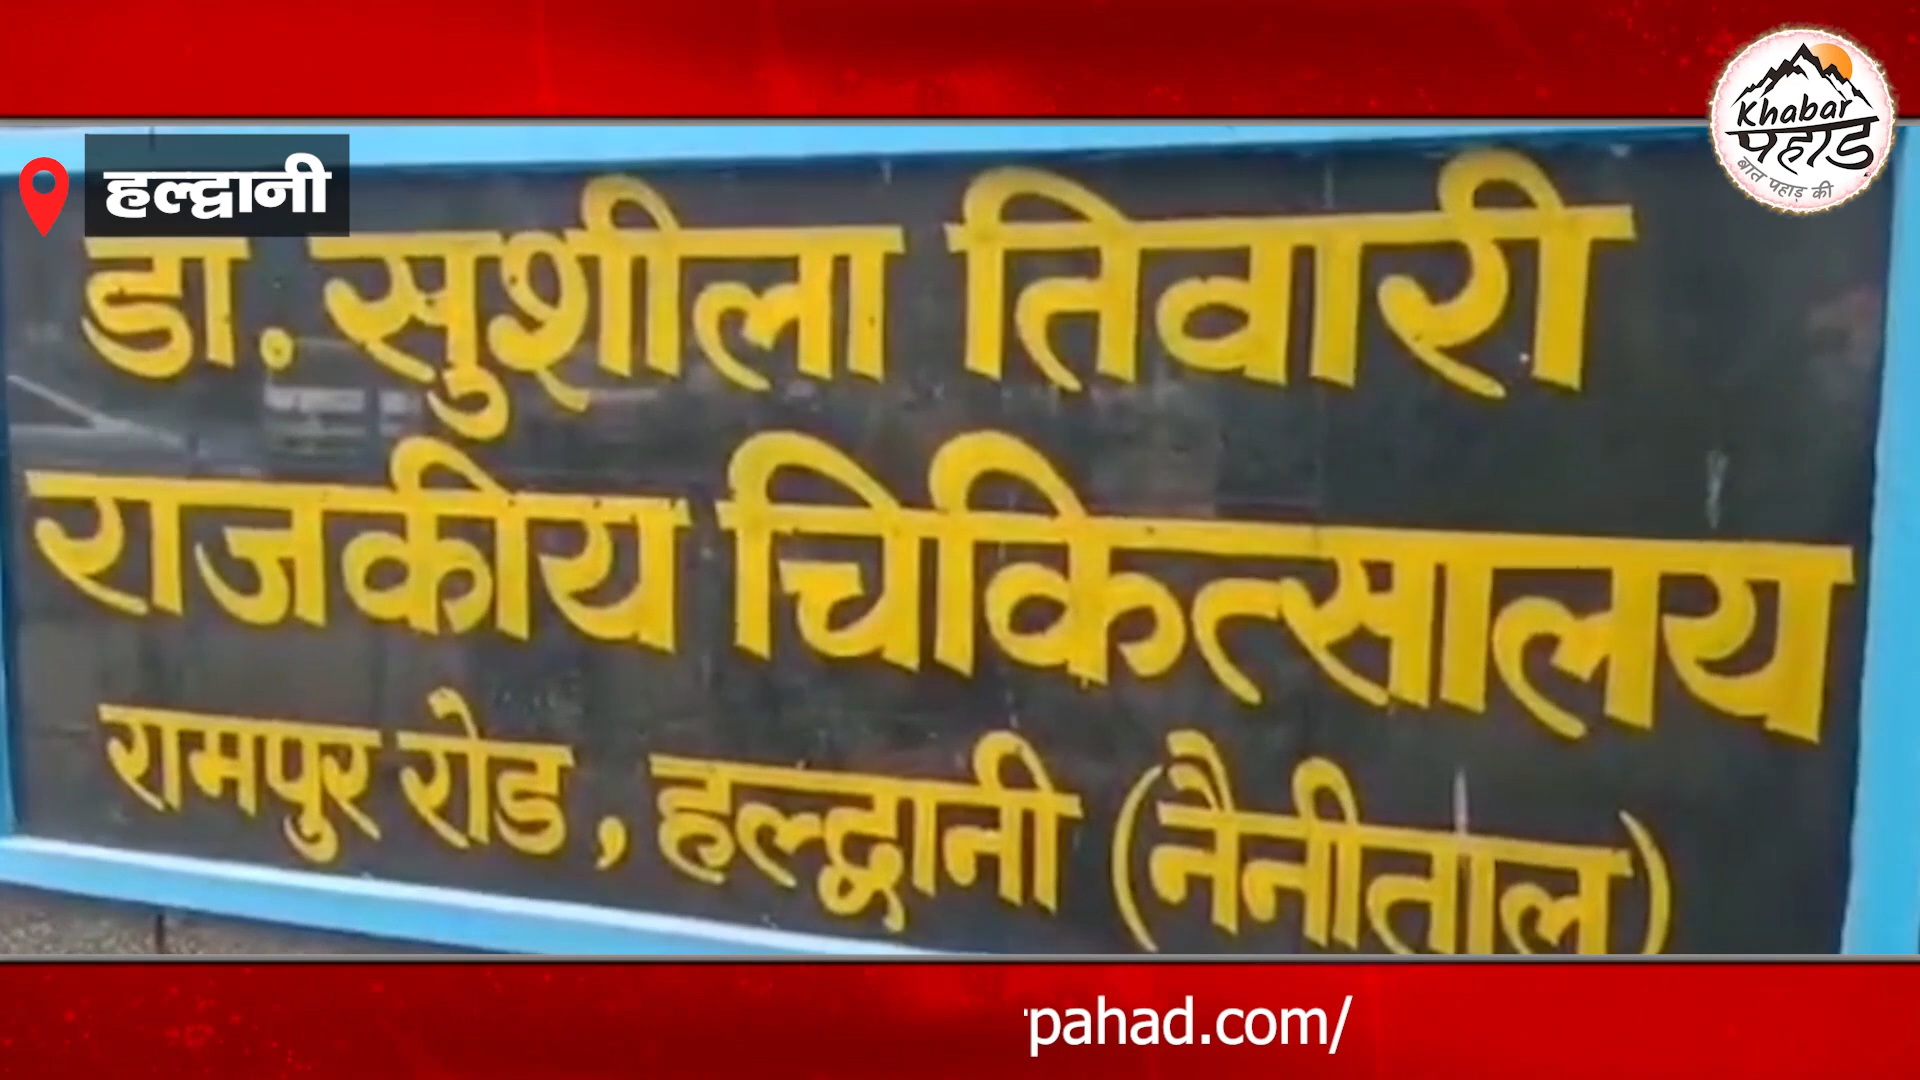 Khabar
पहाड़
बात पहाड़ की
हल्द्वानी
डा. सुशीला तिवारी
राजकीय चिकित्सालय
रामपुर रोड, हल्द्वानी (नैनीताल)
pahad.com/